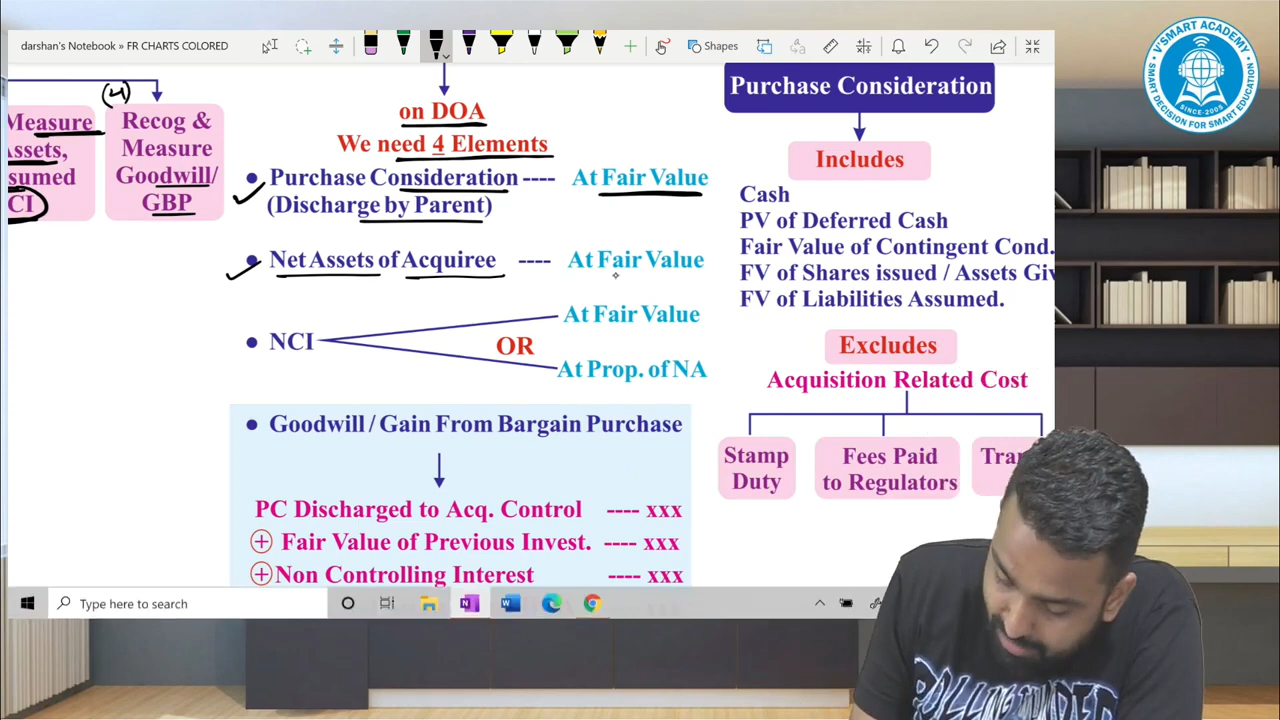 darshan's Notebook » FR CHARTS COLORED
Shapes
V'SMART ACADEMY
SINCE-2009
SMART DECISION FOR SMART EDUCATION
(4)
Measure
Assets,
sumed
CI
Recog &
Measure
Goodwill/
GBP
on DOA
We need 4 Elements
• Purchase Consideration ---- At Fair Value
(Discharge by Parent)
• Net Assets of Acquiree ---- At Fair Value
• NCI
At Fair Value
OR
At Prop. of NA
• Goodwill / Gain From Bargain Purchase
PC Discharged to Acq. Control ---- xxx
+ Fair Value of Previous Invest. ---- xxx
+ Non Controlling Interest ---- xxx
Purchase Consideration
Includes
Cash
PV of Deferred Cash
Fair Value of Contingent Cond.
FV of Shares issued / Assets Giv
FV of Liabilities Assumed.
Excludes
Acquisition Related Cost
Stamp
Duty
Fees Paid
to Regulators
Tra
Type here to search